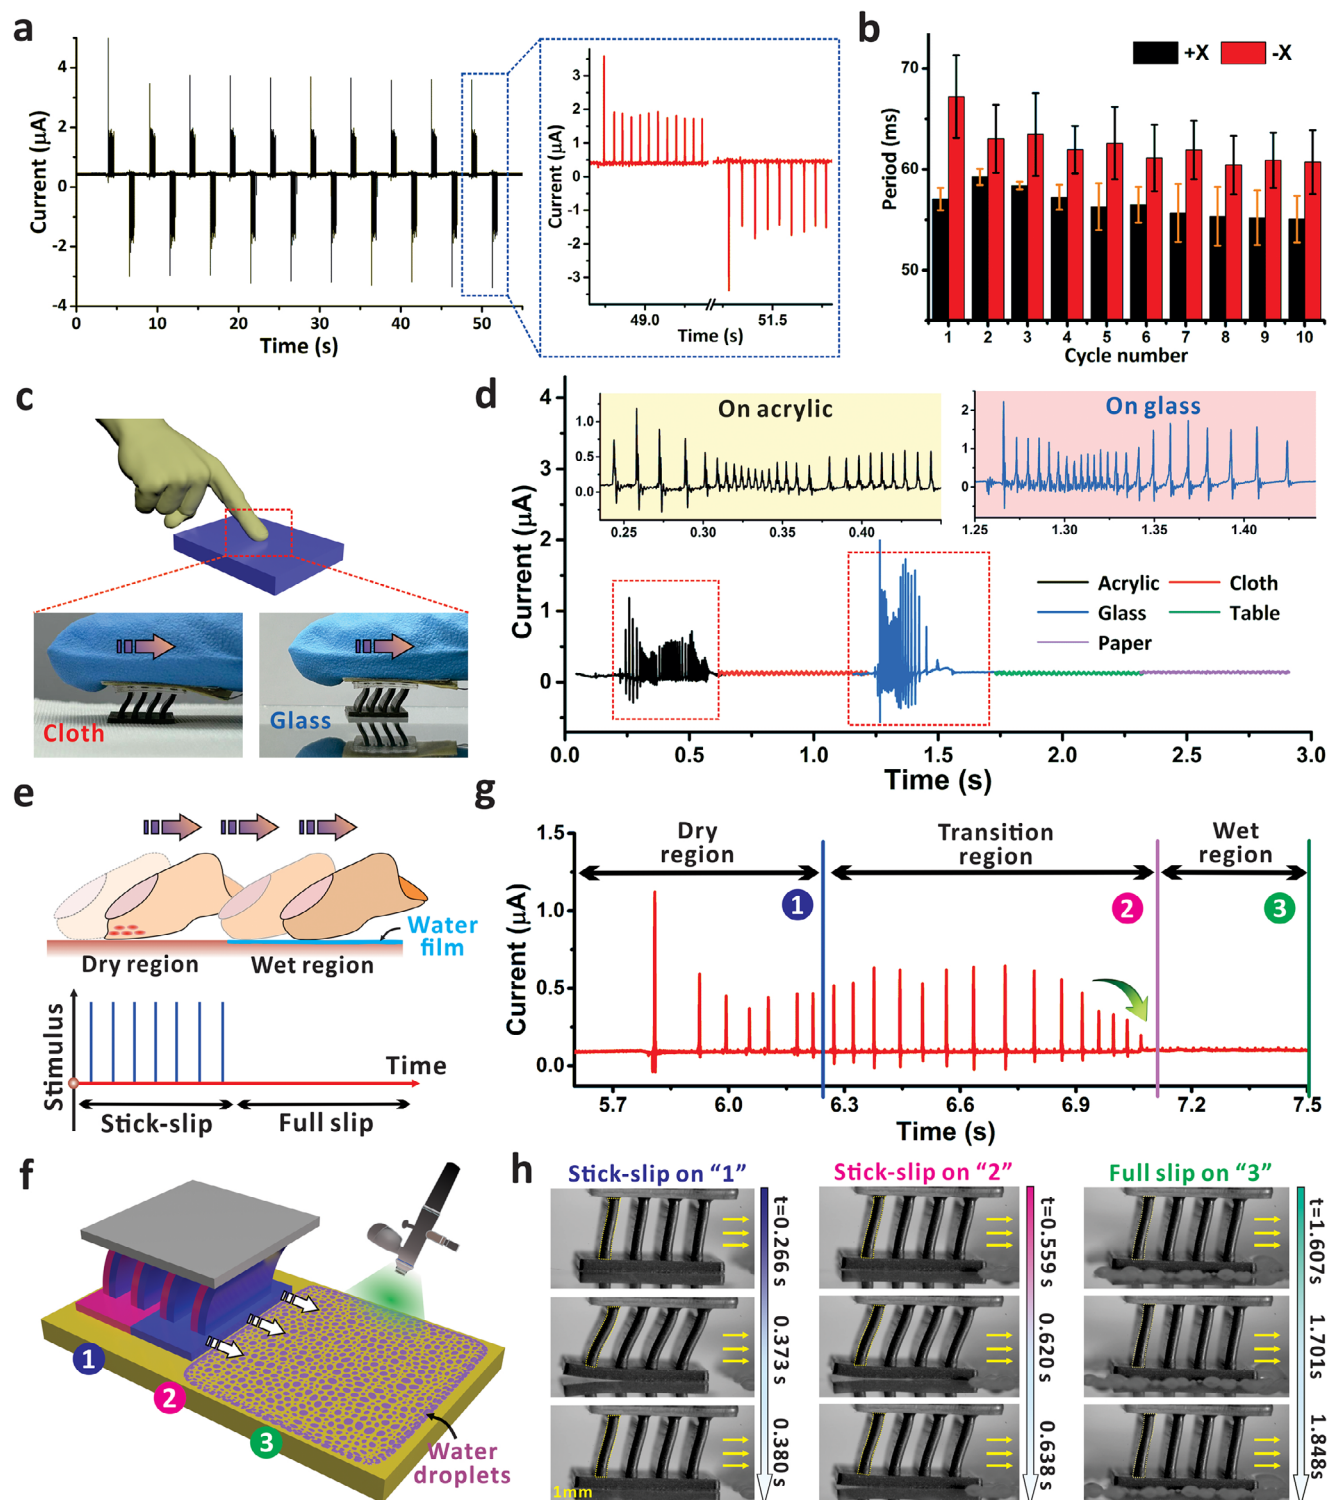 a
Current (μA)
4
2
0
-2
-4
0
10
20
30
40
50
Time (s)
Current (μA)
3
2
1
0
-1
-2
-3
49.0
51.5
Time (s)
b
+X
-X
Period (ms)
70
60
50
1
2
3
4
5
6
7
8
9
10
Cycle number
c
Cloth
Glass
d
Current (μA)
4
3
2
1
0
On acrylic
1.0
0.5
0.0
0.25
0.30
0.35
0.40
On glass
2
1
0
1.25
1.30
1.35
1.40
Acrylic
Cloth
Glass
Table
Paper
0.0
0.5
1.0
1.5
2.0
2.5
3.0
Time (s)
e
Water
film
Dry region
Wet region
Stimulus
Time
Stick-slip
Full slip
g
Current (μA)
1.5
1.0
0.5
0.0
Dry
region
Transition
region
Wet
region
1
2
3
5.7
6.0
6.3
6.6
6.9
7.2
7.5
Time (s)
f
1
2
3
Water
droplets
h
Stick-slip on “1”
t=0.266 s
0.373 s
0.380 s
1mm
Stick-slip on “2”
t=0.559 s
0.620 s
0.638 s
Full slip on “3”
t=1.607s
1.701s
1.848s